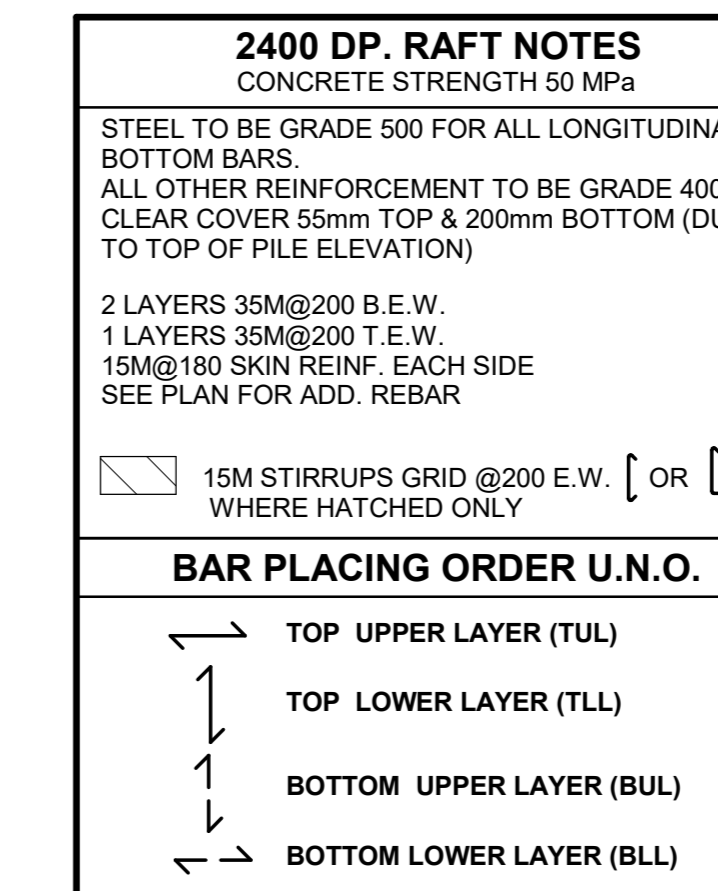 2400 DP. RAFT NOTES
CONCRETE STRENGTH 50 MPa
STEEL TO BE GRADE 500 FOR ALL
BOTTOM BARS.
ALL OTHER REINFORCEMENT TO BE GRADE 400
CLEAR COVER 55mm TOP & 200mm BOTTOM
TO TOP OF PILE ELEVATION)
2 LAYERS 35M@200 B.E.W.
1 LAYERS 35M@200 T.E.W.
15M@180 SKIN REINF. EACH SIDE
SEE PLAN FOR ADD. REBAR
15M STIRRUPS GRID @200 E.W. [ OR
WHERE HATCHED ONLY
BAR PLACING ORDER U.N.O.
TOP UPPER LAYER (TUL)
TOP LOWER LAYER (TLL)
BOTTOM UPPER LAYER (BUL)
BOTTOM LOWER LAYER (BLL)